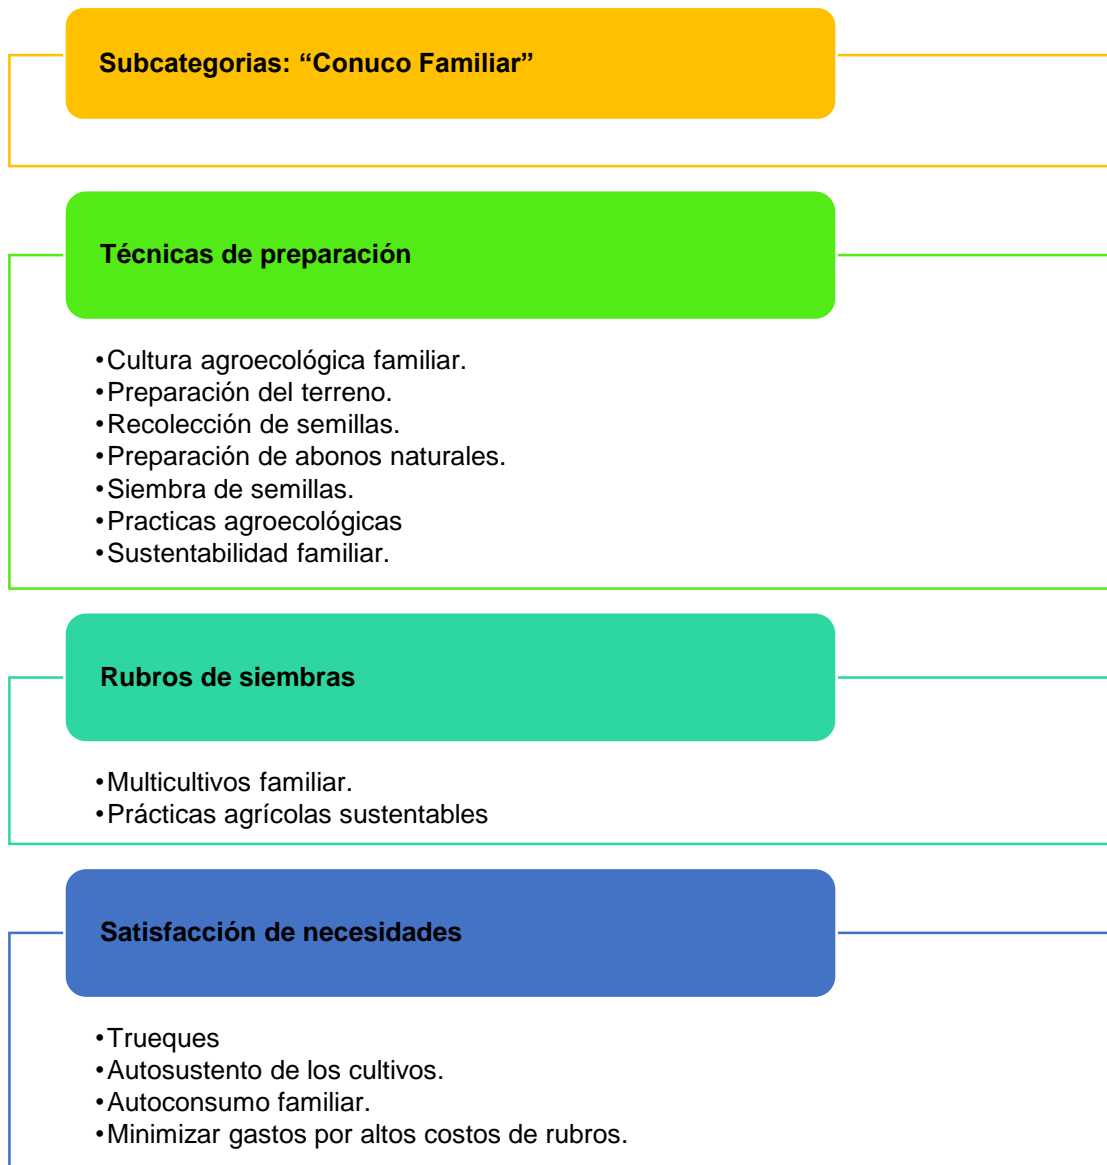 Subcategorias: “Conuco Familiar”
Técnicas de preparación
•Cultura agroecológica familiar.
•Preparación del terreno.
•Recolección de semillas.
•Preparación de abonos naturales.
•Siembra de semillas.
•Practicas agroecológicas
•Sustentabilidad familiar.
Rubros de siembras
•Multicultivos familiar.
•Prácticas agrícolas sustentables
Satisfacción de necesidades
•Trueques
•Autosustento de los cultivos.
•Autoconsumo familiar.
•Minimizar gastos por altos costos de rubros.